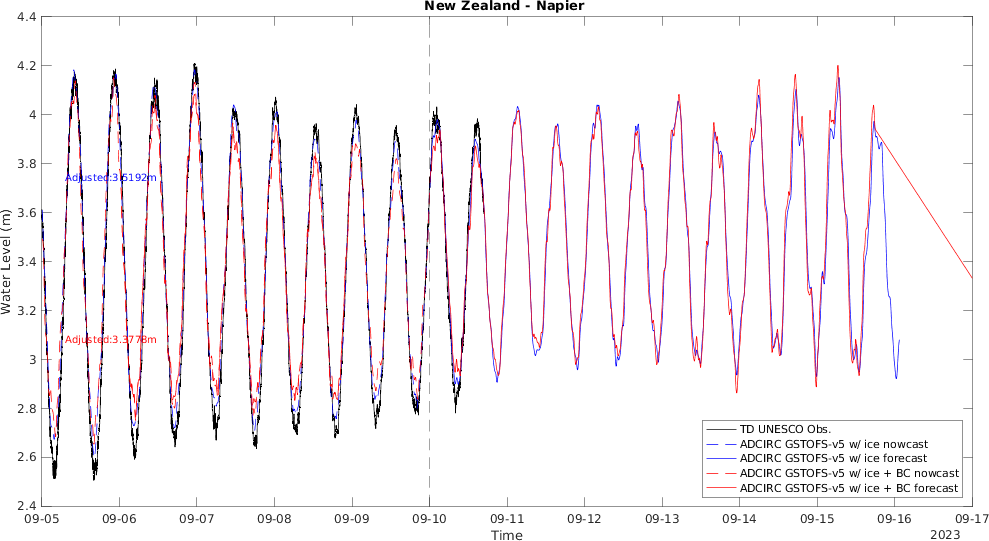 New Zealand - Napier
4.4
4.2
4
3.8
3.6
3.4
3.2
3
2.8
2.6
2.4
Water Level (m)
Adjusted:3.5192m
Adjusted:3.3778m
TD UNESCO Obs.
ADCIRC GSTOFS-v5 w/ ice nowcast
ADCIRC GSTOFS-v5 w/ ice forecast
ADCIRC GSTOFS-v5 w/ ice + BC nowcast
ADCIRC GSTOFS-v5 w/ ice + BC forecast
09-05 09-06 09-07 09-08 09-09 09-10 09-11 09-12 09-13 09-14 09-15 09-16 09-17
Time
2023